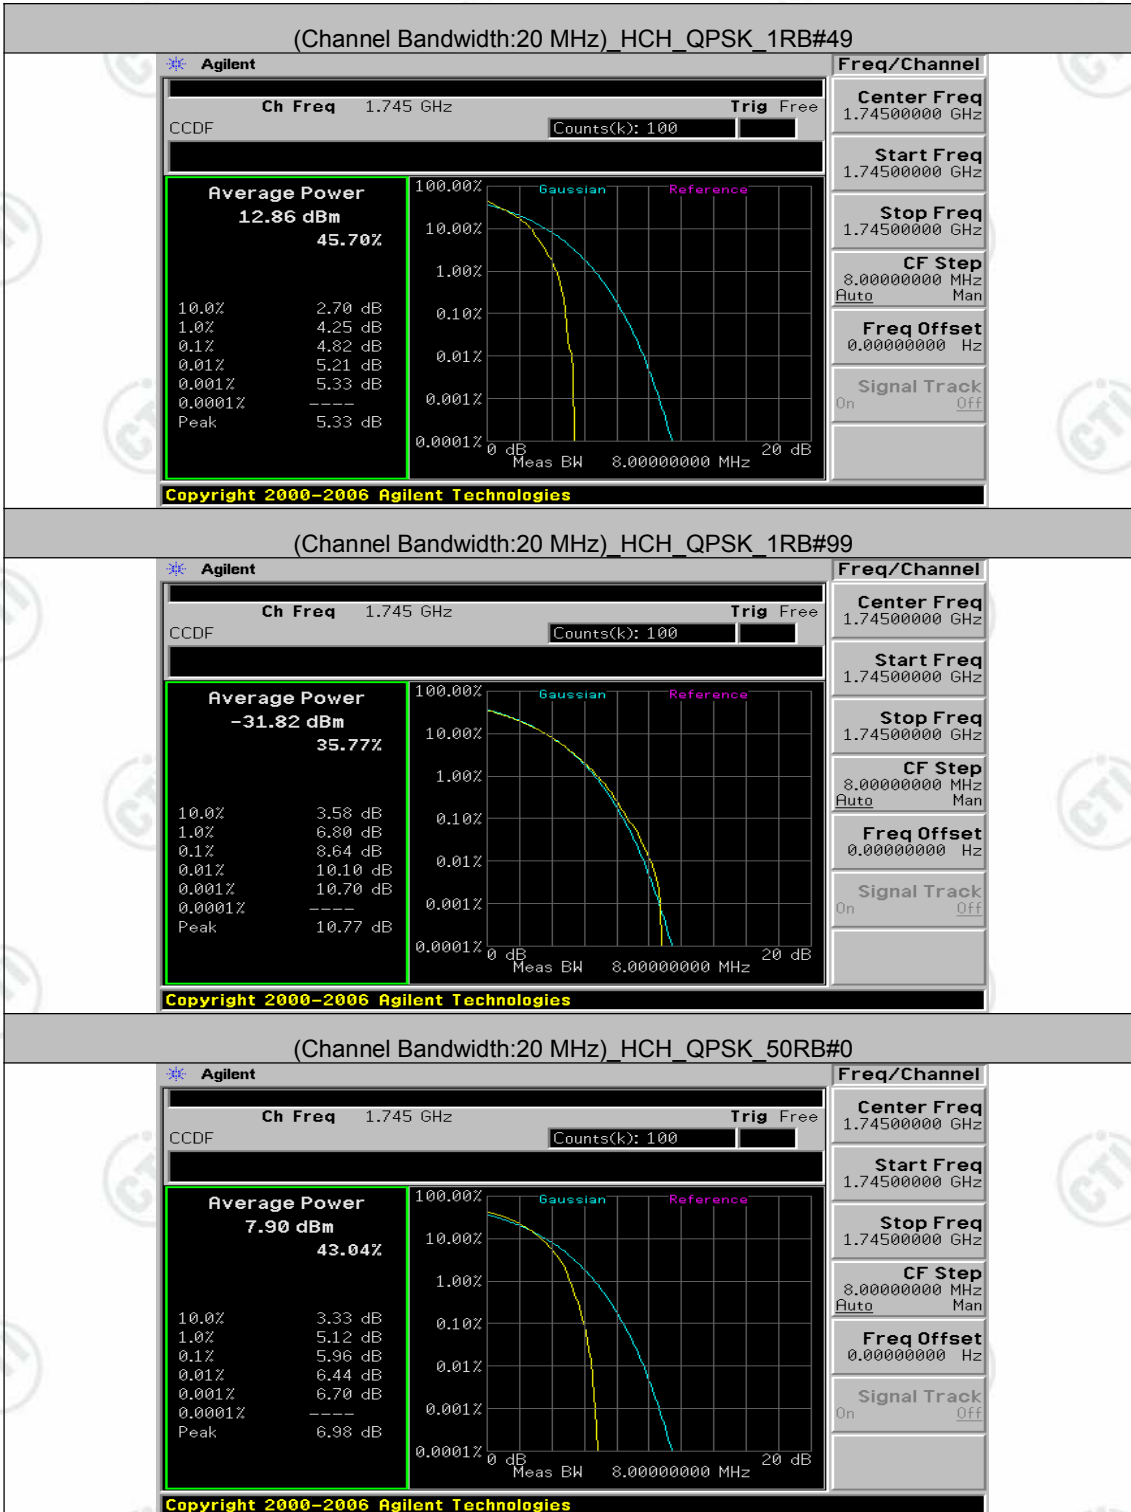 (Channel Bandwidth:20 MHz)_HCH_QPSK_1RB#49
Agilent
Freq/Channel
Ch Freq 1.745 GHz Trig Free
CCDF Counts(k): 100
Center Freq
1.74500000 GHz
Start Freq
1.74500000 GHz
Stop Freq
1.74500000 GHz
CF Step
8.00000000 MHz
Auto Man
Freq Offset
0.00000000 Hz
Signal Track
On Off
Average Power
12.86 dBm
45.70%
10.0% 2.70 dB
1.0% 4.25 dB
0.1% 4.82 dB
0.01% 5.21 dB
0.001% 5.33 dB
0.0001% ----
Peak 5.33 dB
Gaussian Reference
100.00%
10.00%
1.00%
0.10%
0.01%
0.001%
0.0001%
0 dB 20 dB
Meas BW 8.00000000 MHz
Copyright 2000-2006 Agilent Technologies
(Channel Bandwidth:20 MHz)_HCH_QPSK_1RB#99
Agilent
Freq/Channel
Ch Freq 1.745 GHz Trig Free
CCDF Counts(k): 100
Center Freq
1.74500000 GHz
Start Freq
1.74500000 GHz
Stop Freq
1.74500000 GHz
CF Step
8.00000000 MHz
Auto Man
Freq Offset
0.00000000 Hz
Signal Track
On Off
Average Power
-31.82 dBm
35.77%
10.0% 3.58 dB
1.0% 6.80 dB
0.1% 8.64 dB
0.01% 10.10 dB
0.001% 10.70 dB
0.0001% ----
Peak 10.77 dB
Gaussian Reference
100.00%
10.00%
1.00%
0.10%
0.01%
0.001%
0.0001%
0 dB 20 dB
Meas BW 8.00000000 MHz
Copyright 2000-2006 Agilent Technologies
(Channel Bandwidth:20 MHz)_HCH_QPSK_50RB#0
Agilent
Freq/Channel
Ch Freq 1.745 GHz Trig Free
CCDF Counts(k): 100
Center Freq
1.74500000 GHz
Start Freq
1.74500000 GHz
Stop Freq
1.74500000 GHz
CF Step
8.00000000 MHz
Auto Man
Freq Offset
0.00000000 Hz
Signal Track
On Off
Average Power
7.90 dBm
43.04%
10.0% 3.33 dB
1.0% 5.12 dB
0.1% 5.96 dB
0.01% 6.44 dB
0.001% 6.70 dB
0.0001% ----
Peak 6.98 dB
Gaussian Reference
100.00%
10.00%
1.00%
0.10%
0.01%
0.001%
0.0001%
0 dB 20 dB
Meas BW 8.00000000 MHz
Copyright 2000-2006 Agilent Technologies
CTI
CTI
CTI
CTI
CTI
CTI